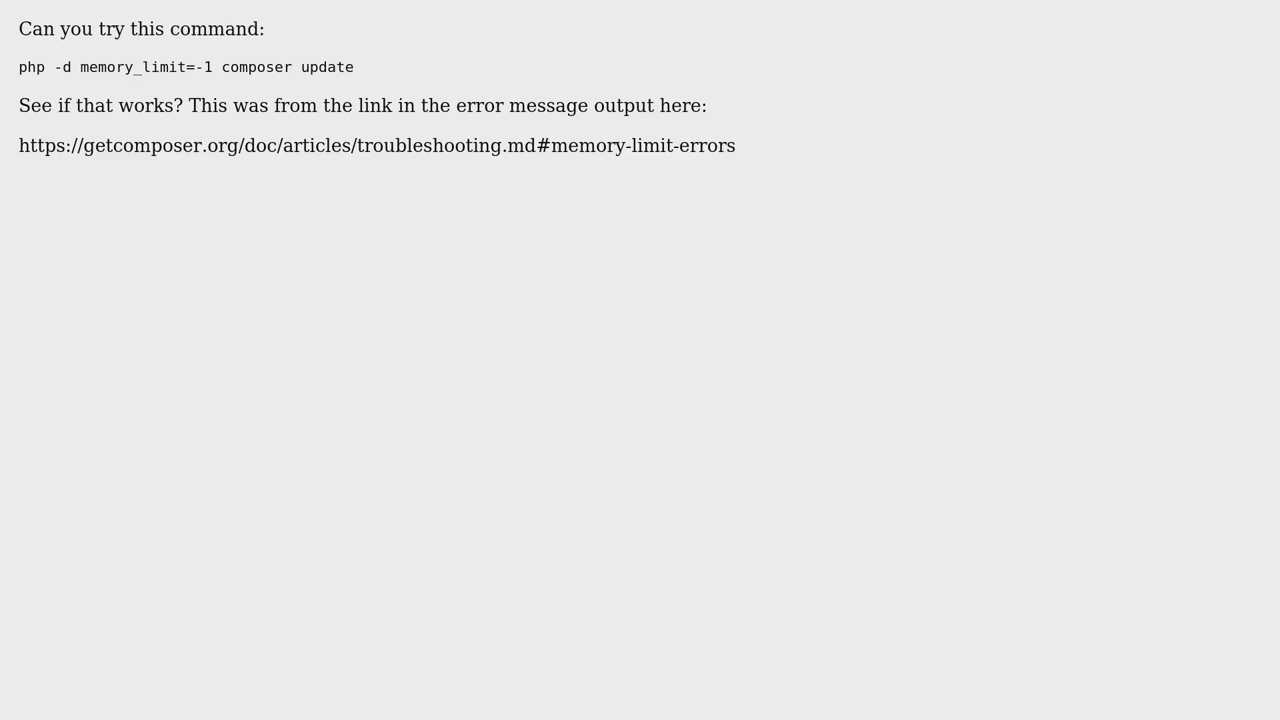 Can you try this command:
php -d memory_limit=-1 composer update
See if that works? This was from the link in the error message output here:
https://getcomposer.org/doc/articles/troubleshooting.md#memory-limit-errors